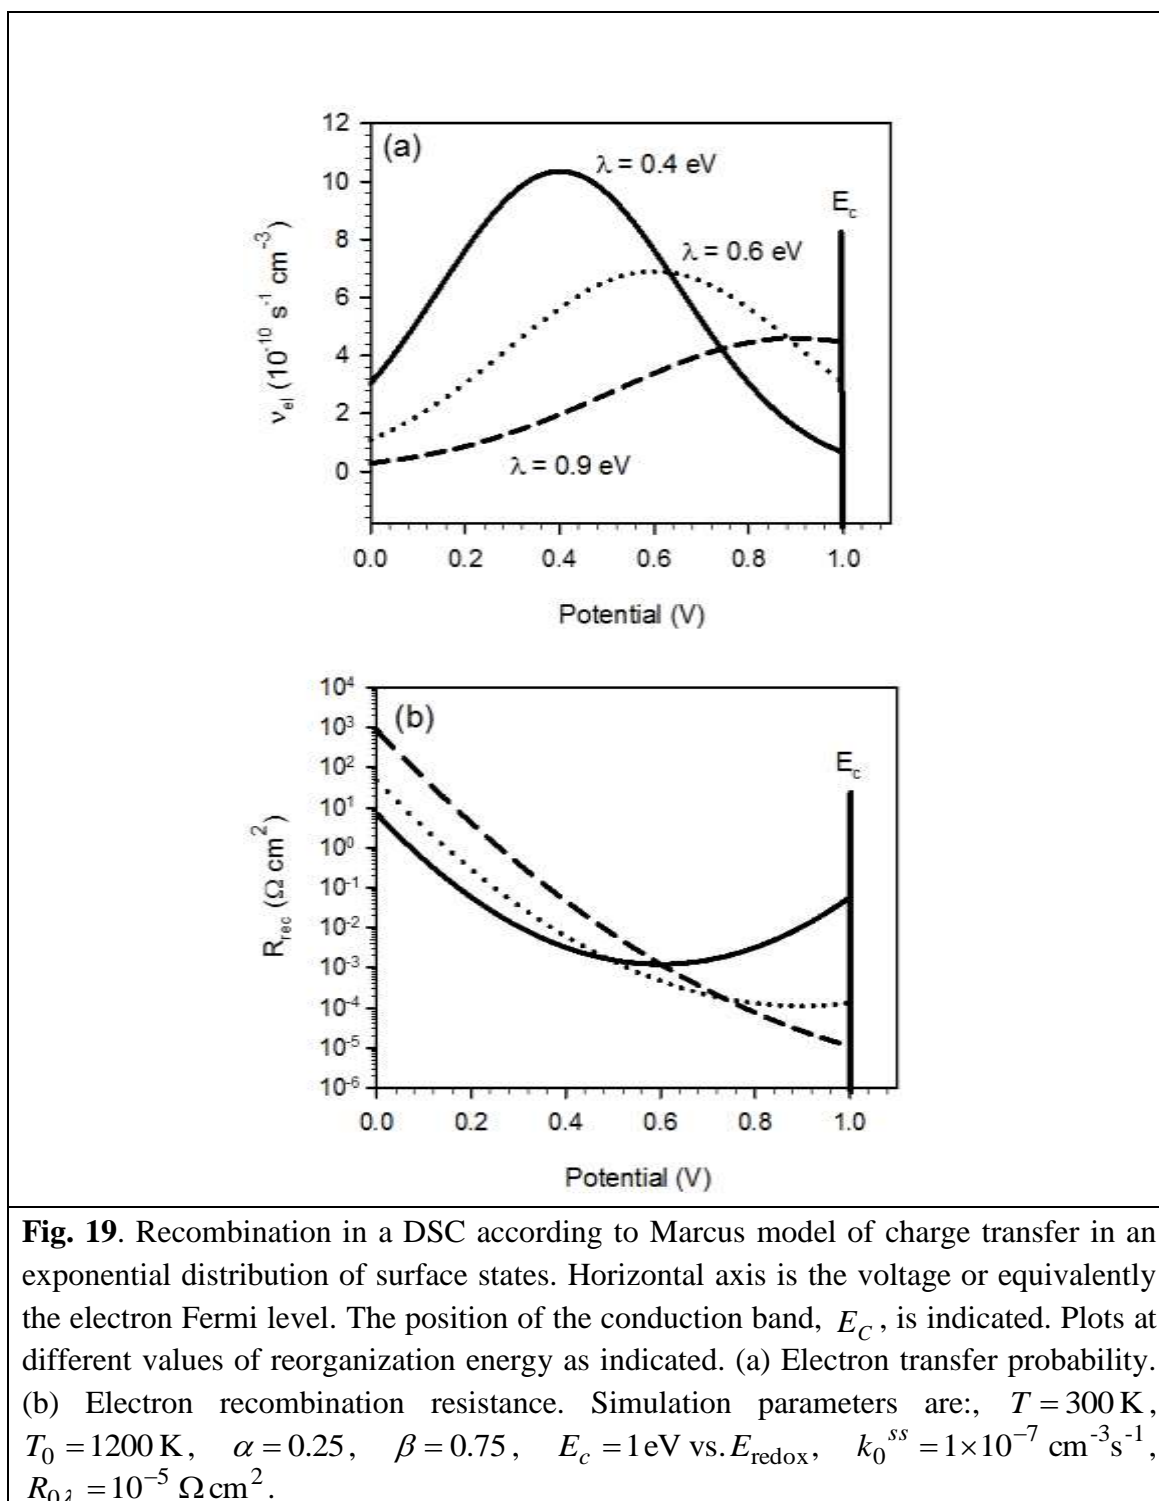 12
10
8
6
4
2
0
(a)
λ = 0.4 eV
λ = 0.6 eV
λ = 0.9 eV
E_c
ν_el (10^-10 s^-1 cm^-3)
0.0 0.2 0.4 0.6 0.8 1.0
Potential (V)
10^4
10^3
10^2
10^1
10^0
10^-1
10^-2
10^-3
10^-4
10^-5
10^-6
(b)
E_c
R_rec (Ω cm^2)
0.0 0.2 0.4 0.6 0.8 1.0
Potential (V)
Fig. 19. Recombination in a DSC according to Marcus model of charge transfer in an
exponential distribution of surface states. Horizontal axis is the voltage or equivalently
the electron Fermi level. The position of the conduction band, E_C, is indicated. Plots at
different values of reorganization energy as indicated. (a) Electron transfer probability.
(b) Electron recombination resistance. Simulation parameters are:, T = 300 K,
T_0 = 1200 K, α = 0.25, β = 0.75, E_c = 1 eV vs. E_redox, k_0^ss = 1×10^−7 cm^-3 s^-1,
R_0λ = 10^−5 Ω cm^2.